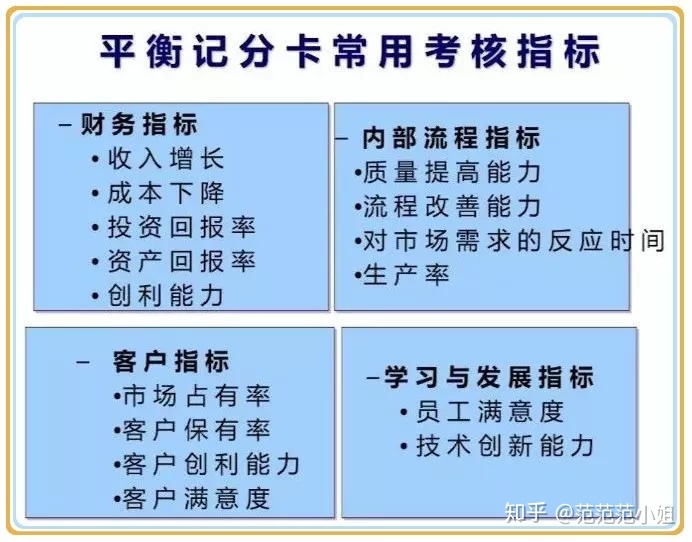 平衡记分卡常用考核指标
– 财务指标
• 收入增长
• 成本下降
• 投资回报率
• 资产回报率
• 创利能力
– 内部流程指标
•质量提高能力
•流程改善能力
•对市场需求的反应时间
•生产率
– 客户指标
•市场占有率
•客户保有率
•客户创利能力
•客户满意度
–学习与发展指标
• 员工满意度
• 技术创新能力
知乎 @范范范小姐